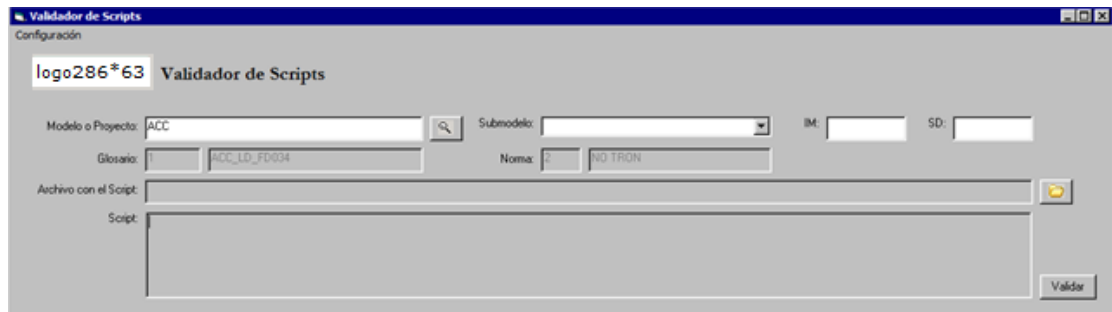 Validador de Scripts
Configuración
logo286*63 Validador de Scripts
Modelo o Proyecto: ACC Submodelo: IM: SD:
Glosario: 1 ACC_LD_FD034 Norma: 2 NO TRON
Archivo con el Script:
Script:
Validar